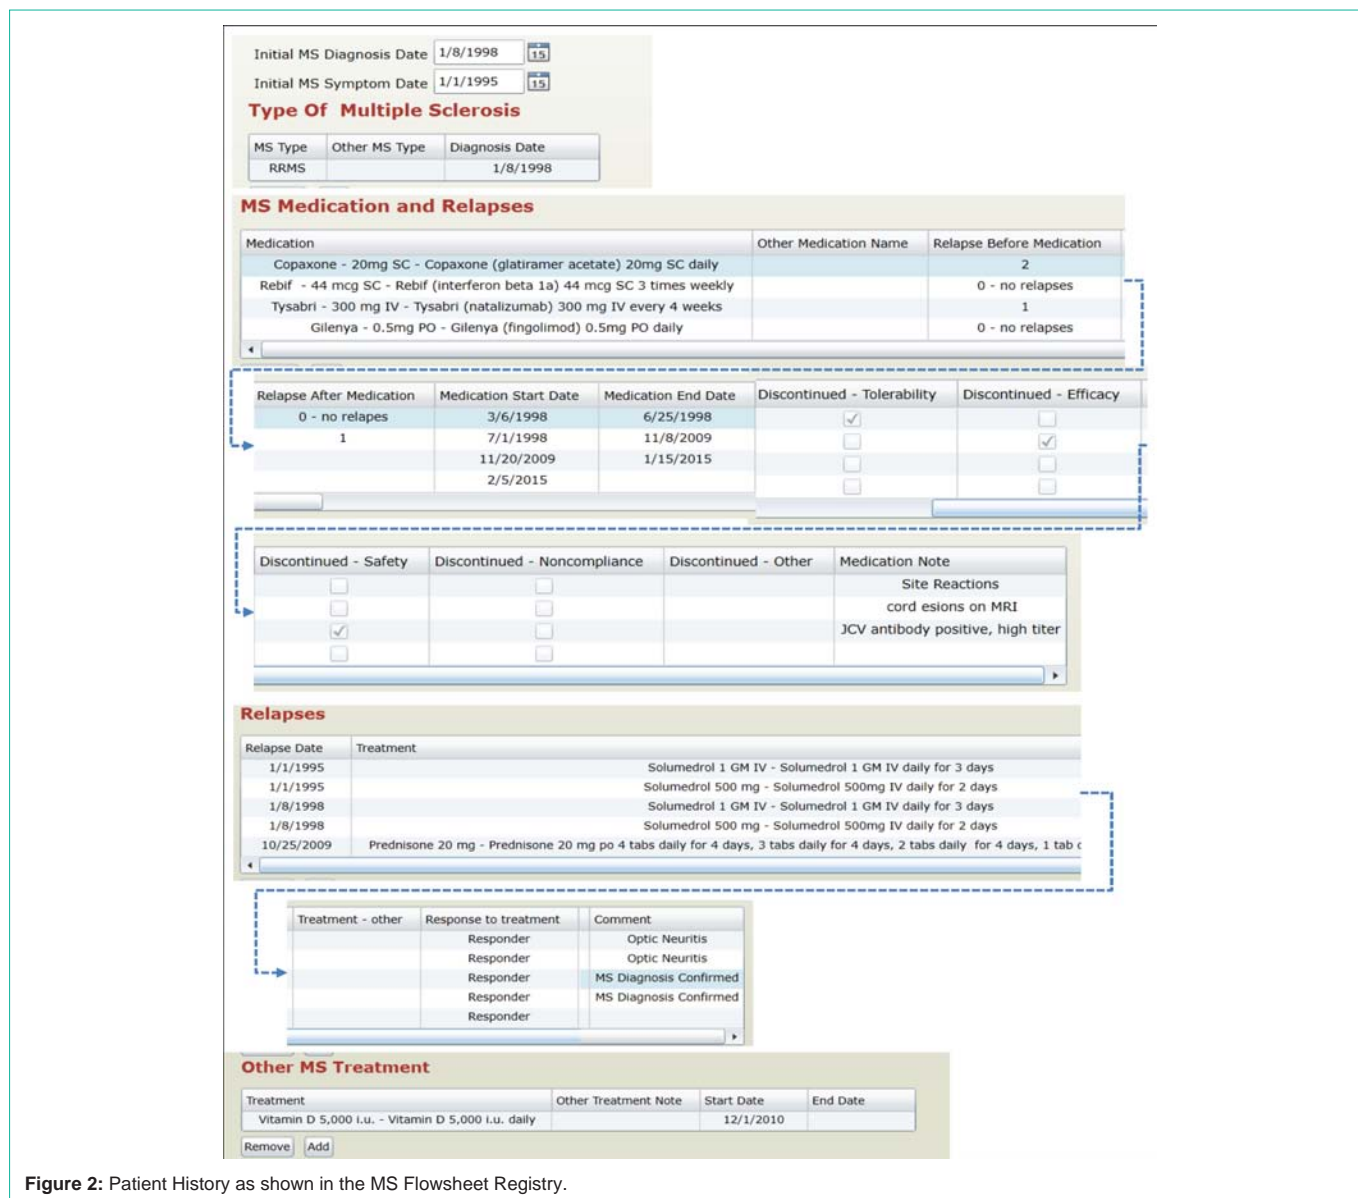 Initial MS Diagnosis Date 1/8/1998 15
Initial MS Symptom Date 1/1/1995 15
Type Of Multiple Sclerosis
MS Type Other MS Type Diagnosis Date
RRMS 1/8/1998
MS Medication and Relapses
Medication Other Medication Name Relapse Before Medication
Copaxone - 20mg SC - Copaxone (glatiramer acetate) 20mg SC daily 2
Rebif - 44 mcg SC - Rebif (interferon beta 1a) 44 mcg SC 3 times weekly 0 - no relapses
Tysabri - 300 mg IV - Tysabri (natalizumab) 300 mg IV every 4 weeks 1
Gilenya - 0.5mg PO - Gilenya (fingolimod) 0.5mg PO daily 0 - no relapses
Relapse After Medication Medication Start Date Medication End Date Discontinued - Tolerability Discontinued - Efficacy
0 - no relapes 3/6/1998 6/25/1998
1 7/1/1998 11/8/2009
11/20/2009 1/15/2015
2/5/2015
Discontinued - Safety Discontinued - Noncompliance Discontinued - Other Medication Note
Site Reactions
cord esions on MRI
JCV antibody positive, high titer
Relapses
Relapse Date Treatment
1/1/1995 Solumedrol 1 GM IV - Solumedrol 1 GM IV daily for 3 days
1/1/1995 Solumedrol 500 mg - Solumedrol 500mg IV daily for 2 days
1/8/1998 Solumedrol 1 GM IV - Solumedrol 1 GM IV daily for 3 days
1/8/1998 Solumedrol 500 mg - Solumedrol 500mg IV daily for 2 days
10/25/2009 Prednisone 20 mg - Prednisone 20 mg po 4 tabs daily for 4 days, 3 tabs daily for 4 days, 2 tabs daily for 4 days, 1 tab
Treatment - other Response to treatment Comment
Responder Optic Neuritis
Responder Optic Neuritis
Responder MS Diagnosis Confirmed
Responder MS Diagnosis Confirmed
Responder
Other MS Treatment
Treatment Other Treatment Note Start Date End Date
Vitamin D 5,000 i.u. - Vitamin D 5,000 i.u. daily 12/1/2010
Remove Add
Figure 2: Patient History as shown in the MS Flowsheet Registry.